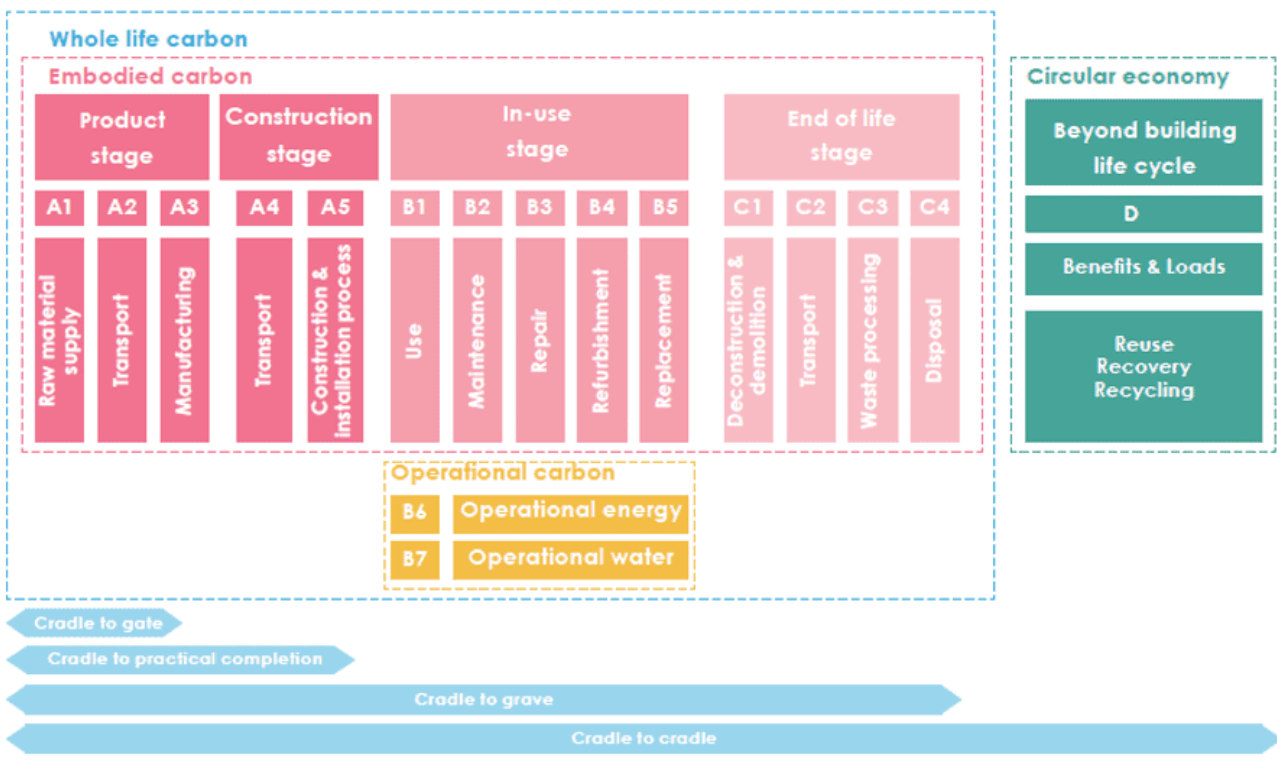 Whole life carbon
Embodied carbon
Product
stage
Construction
stage
In-use
stage
End of life
stage
A1
A2
A3
A4
A5
B1
B2
B3
B4
B5
C1
C2
C3
C4
Raw material
supply
Transport
Manufacturing
Transport
Construction &
installation process
Use
Maintenance
Repair
Refurbishment
Replacement
Deconstruction &
demolition
Transport
Waste processing
Disposal
Operational carbon
B6
Operational energy
B7
Operational water
Circular economy
Beyond building
life cycle
D
Benefits & Loads
Reuse
Recovery
Recycling
Cradle to gate
Cradle to practical completion
Cradle to grave
Cradle to cradle